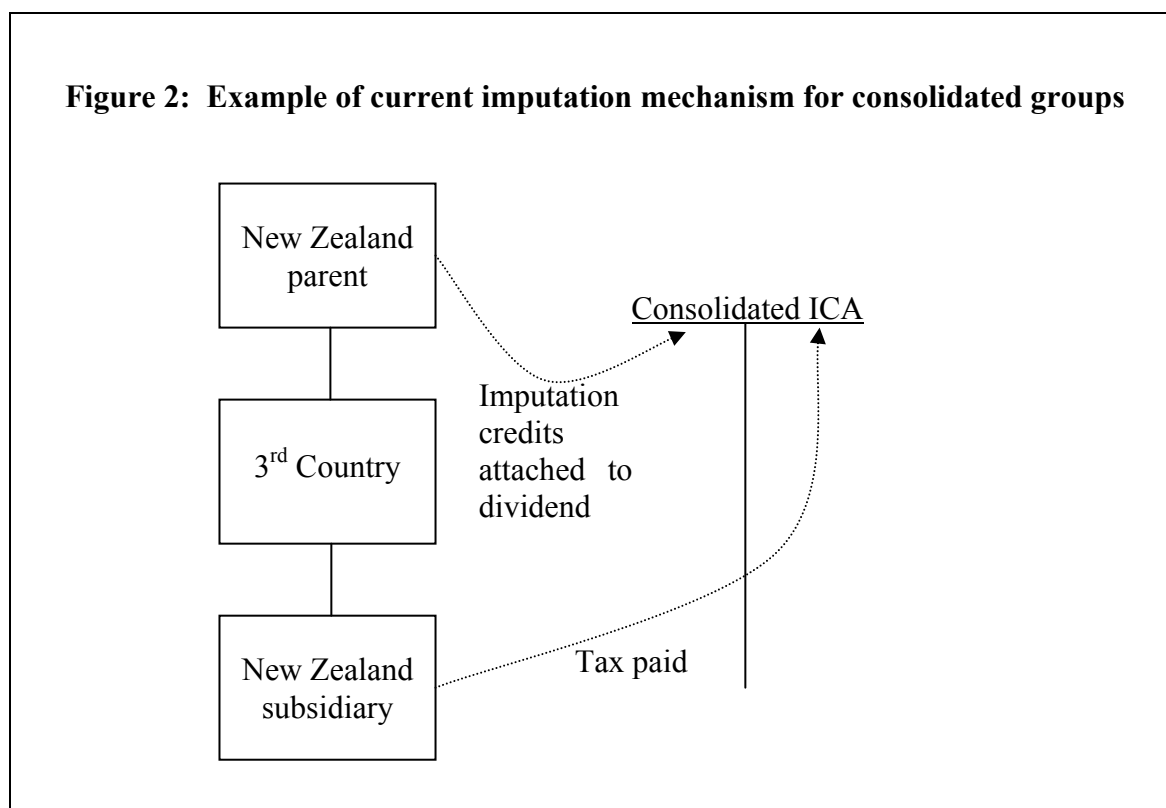 Figure 2: Example of current imputation mechanism for consolidated groups
New Zealand
parent
Consolidated ICA
Imputation
credits
attached to
dividend
3rd Country
Tax paid
New Zealand
subsidiary